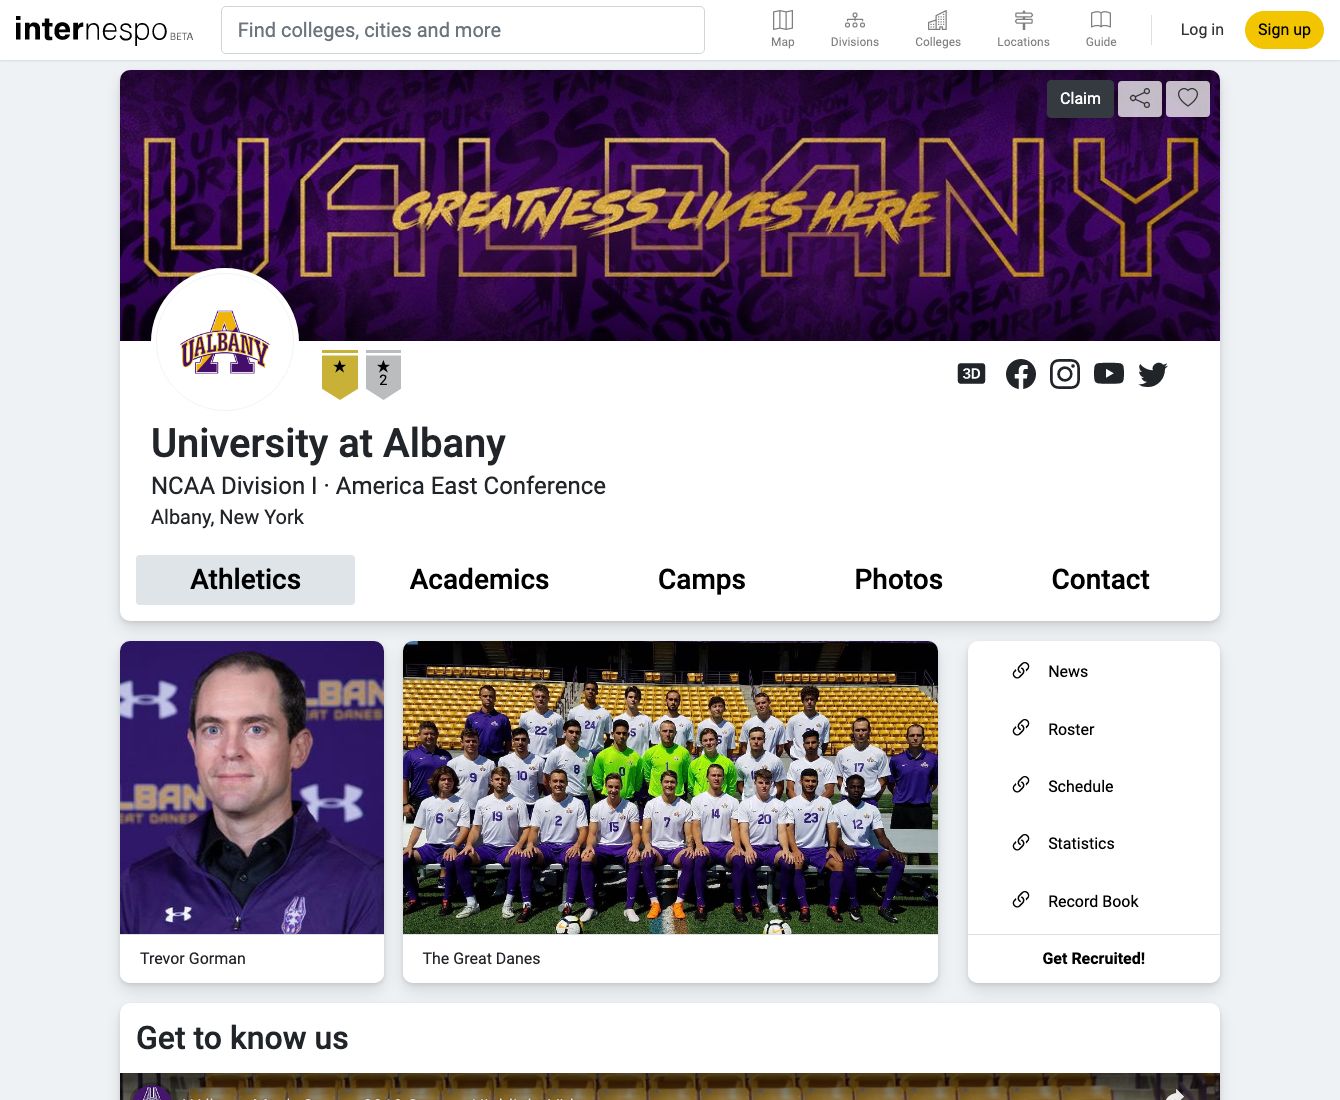 internespo BETA
Find colleges, cities and more
Map
Divisions
Colleges
Locations
Guide
Log in
Sign up
Claim
UALBANY
GREATNESS LIVES HERE
UALBANY
2
3D
University at Albany
NCAA Division I · America East Conference
Albany, New York
Athletics
Academics
Camps
Photos
Contact
Trevor Gorman
The Great Danes
News
Roster
Schedule
Statistics
Record Book
Get Recruited!
Get to know us